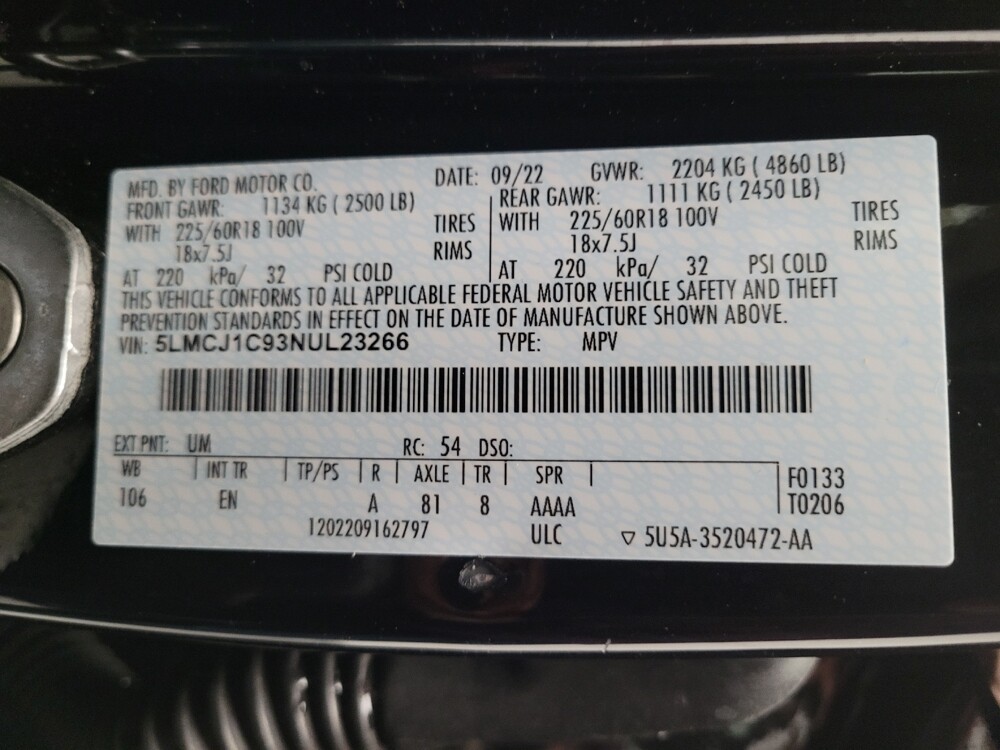 MFD. BY FORD MOTOR CO. DATE: 09/22 GVWR: 2204 KG ( 4860 LB)
FRONT GAWR: 1134 KG ( 2500 LB) REAR GAWR: 1111 KG ( 2450 LB)
WITH 225/60R18 100V TIRES WITH 225/60R18 100V TIRES
18x7.5J RIMS 18x7.5J RIMS
AT 220 kPa/ 32 PSI COLD AT 220 kPa/ 32 PSI COLD
THIS VEHICLE CONFORMS TO ALL APPLICABLE FEDERAL MOTOR VEHICLE SAFETY AND THEFT
PREVENTION STANDARDS IN EFFECT ON THE DATE OF MANUFACTURE SHOWN ABOVE.
VIN: 5LMCJ1C93NUL23266 TYPE: MPV
EXT PNT: UM RC: 54 DSO:
WB | INT TR | TP/PS | R | AXLE | TR | SPR | F0133
106 EN A 81 8 AAAA T0206
1202209162797 ULC ▽ 5U5A-3520472-AA